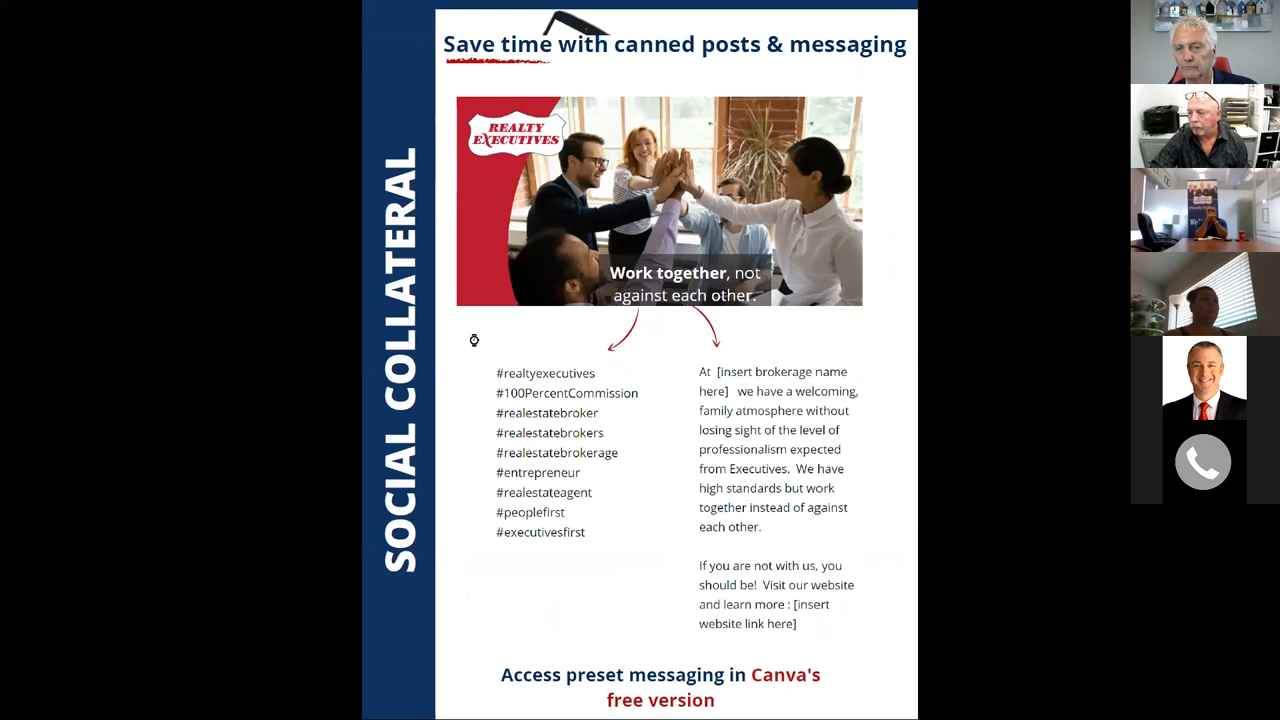 SOCIAL COLLATERAL
Save time with canned posts & messaging
REALTY
EXECUTIVES
Work together, not
against each other.
#realtyexecutives
#100PercentCommission
#realestatebroker
#realestatebrokers
#realestatebrokerage
#entrepreneur
#realestateagent
#peoplefirst
#executivesfirst
At [insert brokerage name
here] we have a welcoming,
family atmosphere without
losing sight of the level of
professionalism expected
from Executives. We have
high standards but work
together instead of against
each other.
If you are not with us, you
should be! Visit our website
and learn more : [insert
website link here]
Access preset messaging in Canva's
free version